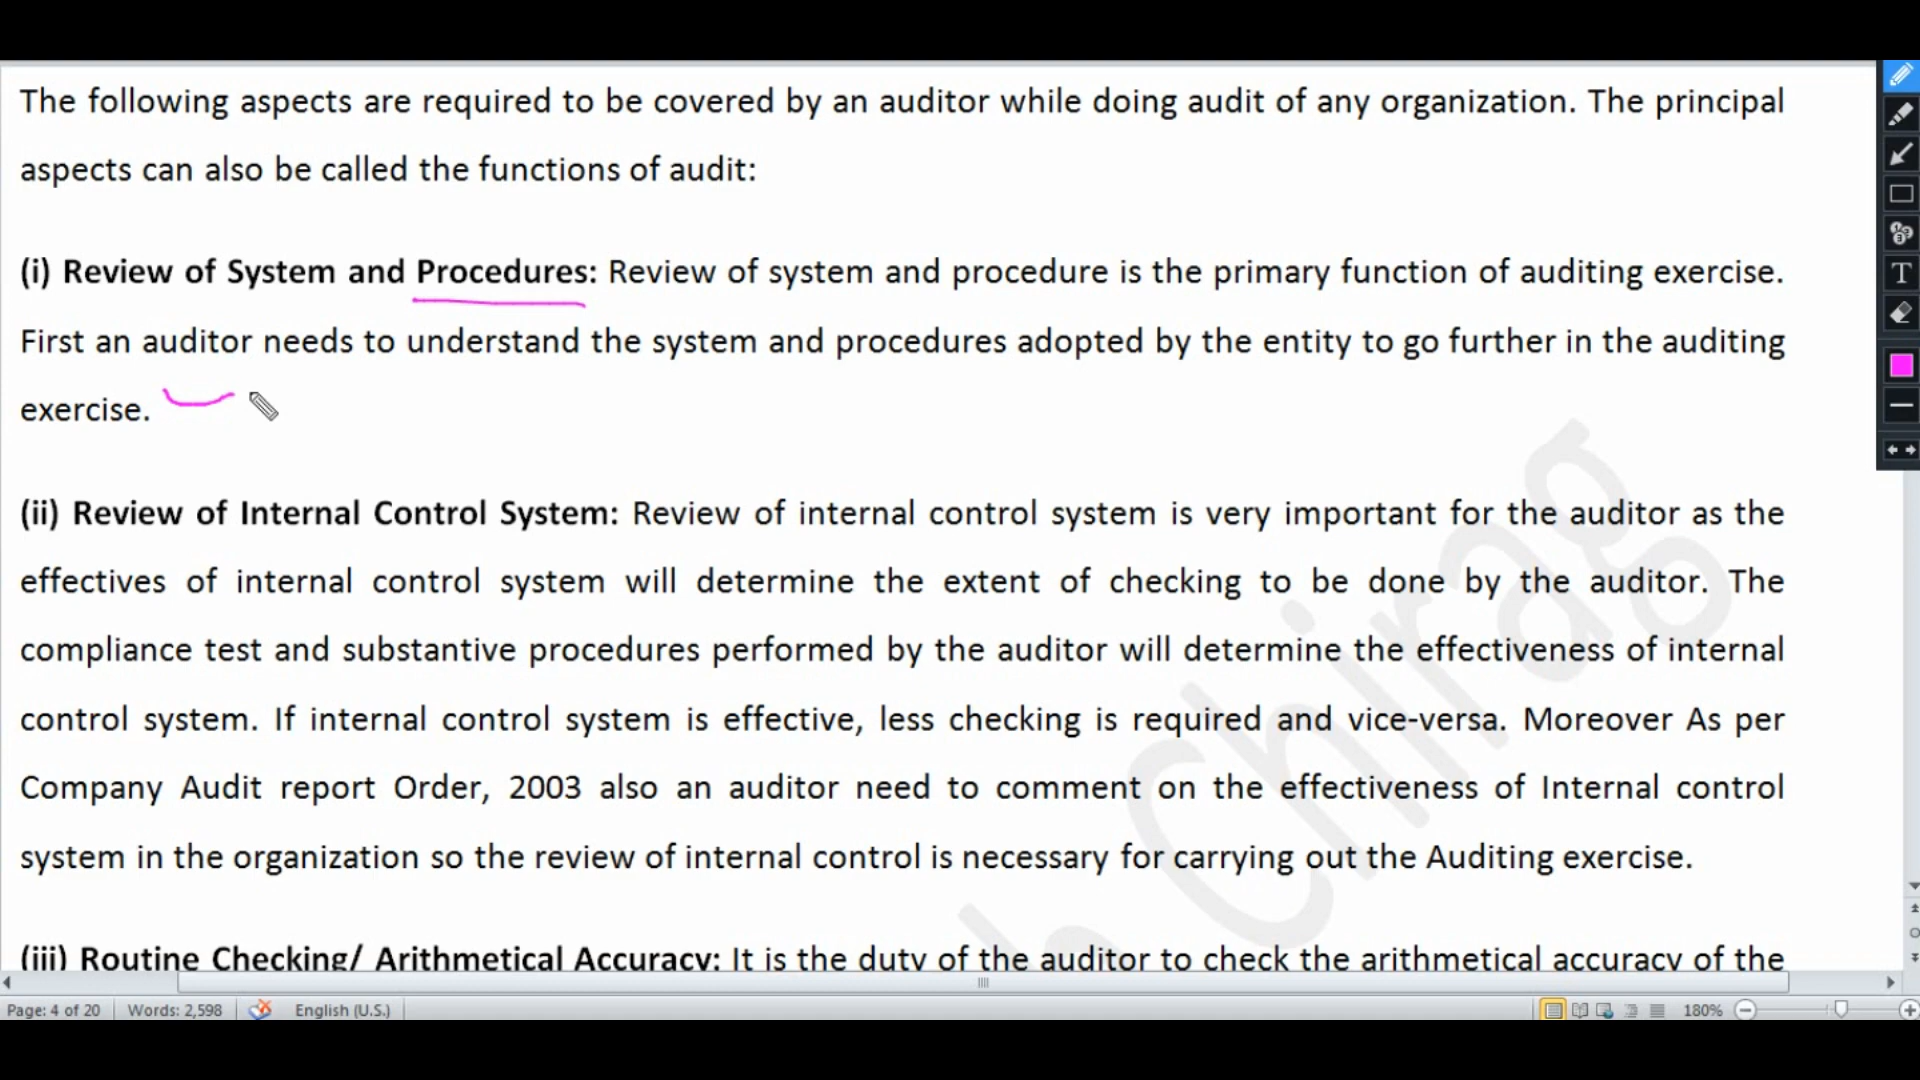 The following aspects are required to be covered by an auditor while doing audit of any organization. The principal
aspects can also be called the functions of audit:
(i) Review of System and Procedures: Review of system and procedure is the primary function of auditing exercise.
First an auditor needs to understand the system and procedures adopted by the entity to go further in the auditing
exercise.
(ii) Review of Internal Control System: Review of internal control system is very important for the auditor as the
effectives of internal control system will determine the extent of checking to be done by the auditor. The
compliance test and substantive procedures performed by the auditor will determine the effectiveness of internal
control system. If internal control system is effective, less checking is required and vice-versa. Moreover As per
Company Audit report Order, 2003 also an auditor need to comment on the effectiveness of Internal control
system in the organization so the review of internal control is necessary for carrying out the Auditing exercise.
(iii) Routine Checking/ Arithmetical Accuracy: It is the duty of the auditor to check the arithmetical accuracy of the
Chirag
Page: 4 of 20 Words: 2,598 English (U.S.) 180%
T